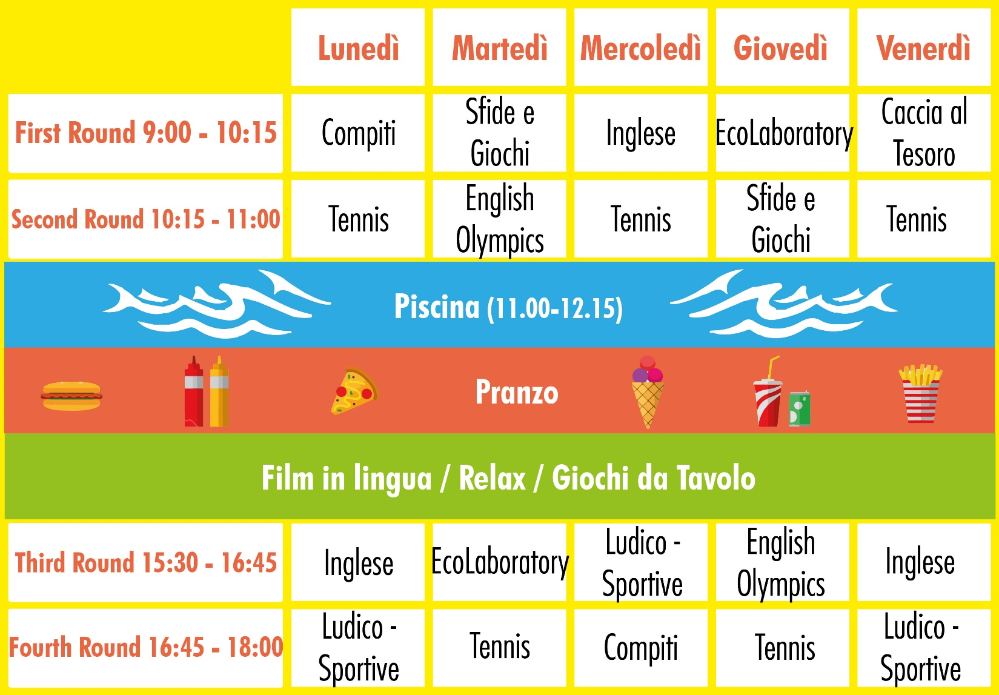 Lunedì Martedì Mercoledì Giovedì Venerdì
First Round 9:00 - 10:15
Compiti
Sfide e
Giochi
Inglese
EcoLaboratory
Caccia al
Tesoro
Second Round 10:15 - 11:00
Tennis
English
Olympics
Tennis
Sfide e
Giochi
Tennis
Piscina (11.00-12.15)
Pranzo
Film in lingua / Relax / Giochi da Tavolo
Third Round 15:30 - 16:45
Inglese
EcoLaboratory
Ludico -
Sportive
English
Olympics
Inglese
Fourth Round 16:45 - 18:00
Ludico -
Sportive
Tennis
Compiti
Tennis
Ludico -
Sportive